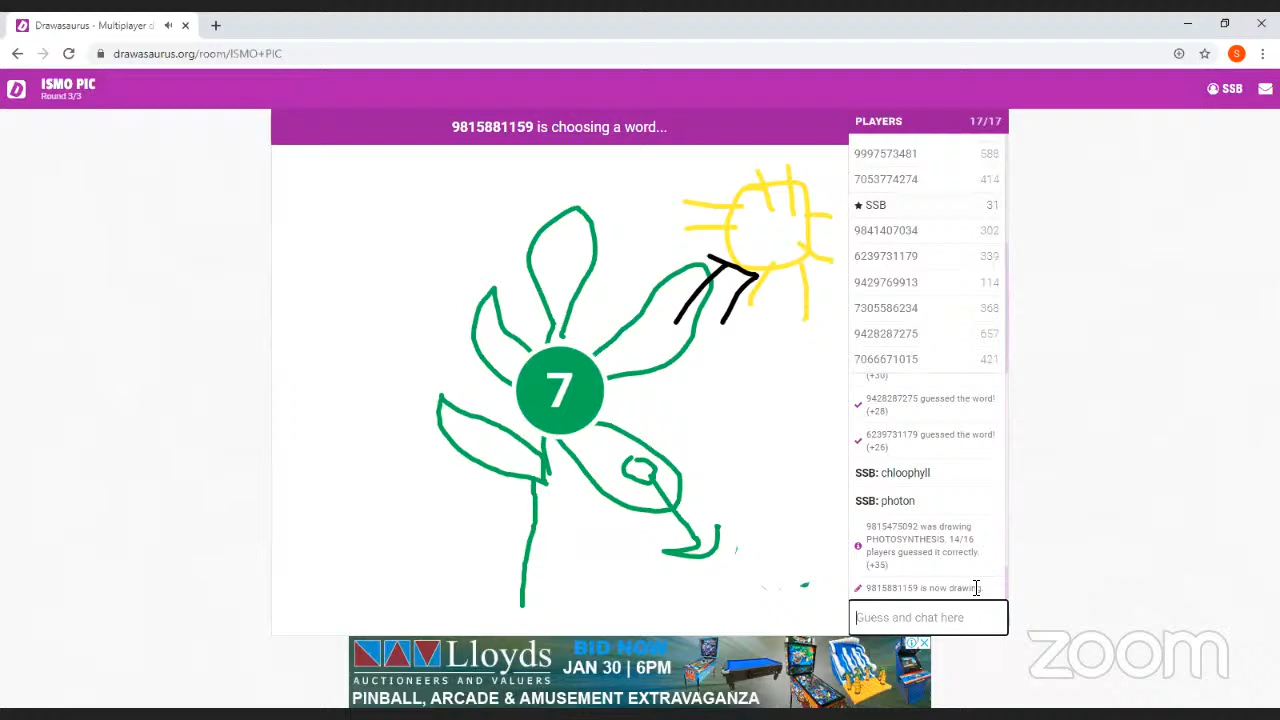 Drawasaurus - Multiplayer d
drawasaurus.org/room/ISMO+PIC
S
ISMO PIC
Round 3/3
SSB
9815881159 is choosing a word...
7
PLAYERS 17/17
9997573481 588
7053774274 414
★ SSB 31
9841407034 302
6239731179 339
9429769913 114
7305586234 368
9428287275 657
7066671015 421
(+30)
9428287275 guessed the word!
(+28)
6239731179 guessed the word!
(+26)
SSB: chloophyll
SSB: photon
9815475092 was drawing
PHOTOSYNTHESIS. 14/16
players guessed it correctly.
(+35)
9815881159 is now drawing.
Guess and chat here
Lloyds
AUCTIONEERS AND VALUERS
BID NOW
JAN 30 | 6PM
PINBALL, ARCADE & AMUSEMENT EXTRAVAGANZA
zoom